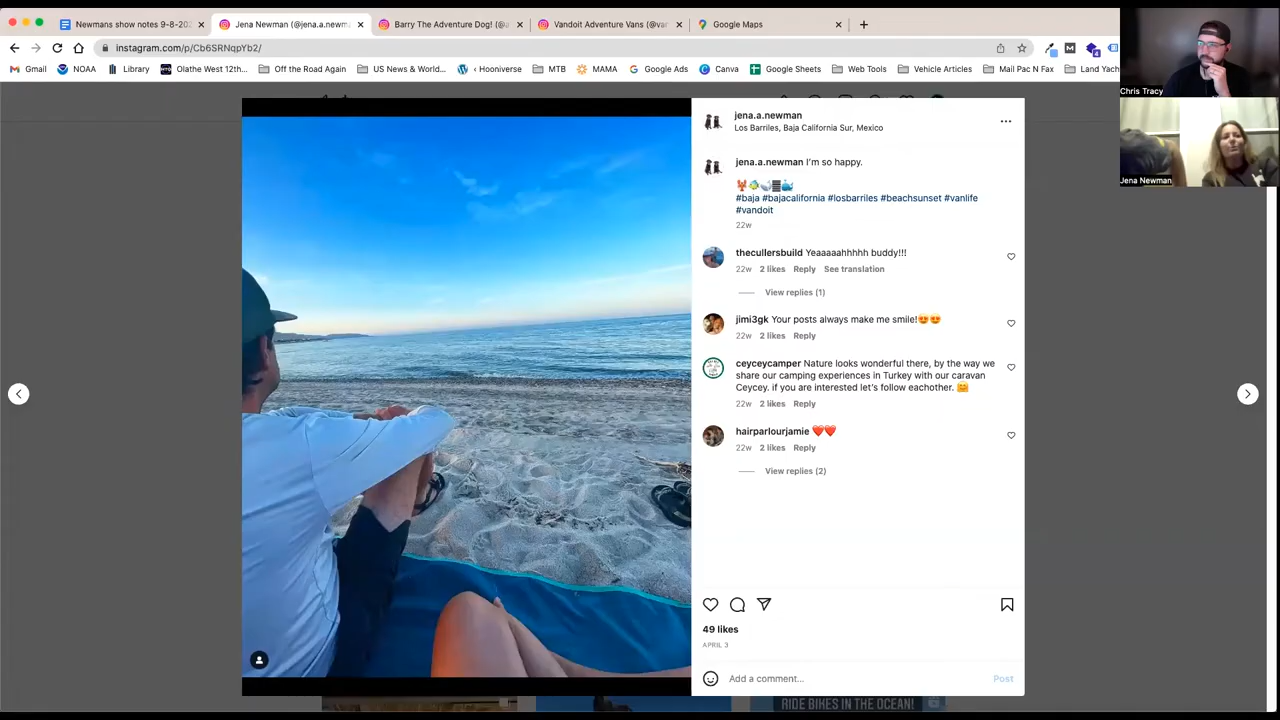 Newmans show notes 9-8-202
Jena Newman (@jena.a.newm
Barry The Adventure Dog! (@
Vandoit Adventure Vans (@van
Google Maps
instagram.com/p/Cb6SRNqpYb2/
Gmail
NOAA
Library
Olathe West 12th...
Off the Road Again
US News & World...
‹ Hooniverse
MTB
MAMA
Google Ads
Canva
Google Sheets
Web Tools
Vehicle Articles
Mail Pac N Fax
Land Yach
Chris Tracy
Jena Newman
jena.a.newman
Los Barriles, Baja California Sur, Mexico
jena.a.newman I'm so happy.
🦞🐠🐳📓🐳
#baja #bajacalifornia #losbarriles #beachsunset #vanlife
#vandoit
22w
thecullersbuild Yeaaaaahhhhh buddy!!!
22w 2 likes Reply See translation
View replies (1)
jimi3gk Your posts always make me smile!😍😍
22w 2 likes Reply
ceyceycamper Nature looks wonderful there, by the way we
share our camping experiences in Turkey with our caravan
Ceycey. if you are interested let's follow eachother. 🤗
22w 2 likes Reply
hairparlourjamie ❤️❤️
22w 2 likes Reply
View replies (2)
49 likes
APRIL 3
Add a comment...
Post
RIDE BIKES IN THE OCEAN!